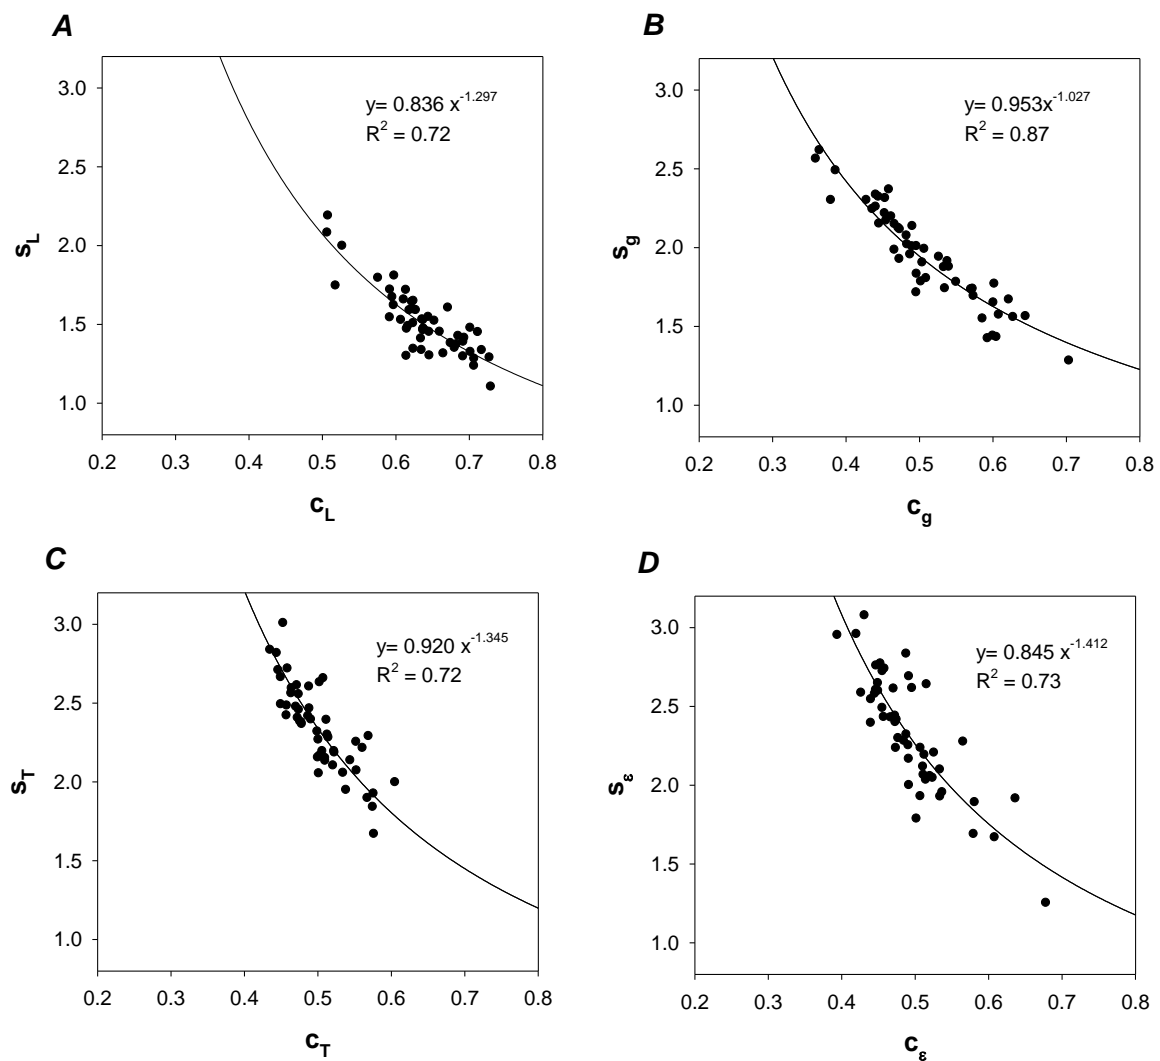 A
y= 0.836 x^-1.297
R^2 = 0.72
3.0
2.5
2.0
1.5
1.0
s_L
0.2 0.3 0.4 0.5 0.6 0.7 0.8
c_L
B
y= 0.953x^-1.027
R^2 = 0.87
3.0
2.5
2.0
1.5
1.0
s_g
0.2 0.3 0.4 0.5 0.6 0.7 0.8
c_g
C
y= 0.920 x^-1.345
R^2 = 0.72
3.0
2.5
2.0
1.5
1.0
s_T
0.2 0.3 0.4 0.5 0.6 0.7 0.8
c_T
D
y= 0.845 x^-1.412
R^2 = 0.73
3.0
2.5
2.0
1.5
1.0
s_ε
0.2 0.3 0.4 0.5 0.6 0.7 0.8
c_ε